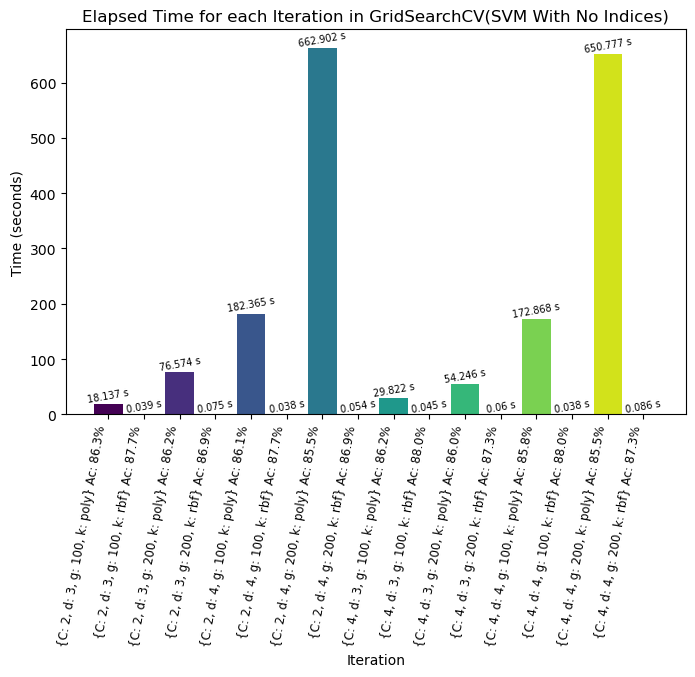 Elapsed Time for each Iteration in GridSearchCV(SVM With No Indices)
Time (seconds)
600
500
400
300
200
100
0
18.137 s
0.039 s
76.574 s
0.075 s
182.365 s
0.038 s
662.902 s
0.054 s
29.822 s
0.045 s
54.246 s
0.06 s
172.868 s
0.038 s
650.777 s
0.086 s
{C: 2, d: 3, g: 100, k: poly} Ac: 86.3%
{C: 2, d: 3, g: 100, k: rbf} Ac: 87.7%
{C: 2, d: 3, g: 200, k: poly} Ac: 86.2%
{C: 2, d: 3, g: 200, k: rbf} Ac: 86.9%
{C: 2, d: 4, g: 100, k: poly} Ac: 86.1%
{C: 2, d: 4, g: 100, k: rbf} Ac: 87.7%
{C: 2, d: 4, g: 200, k: poly} Ac: 85.5%
{C: 2, d: 4, g: 200, k: rbf} Ac: 86.9%
{C: 4, d: 3, g: 100, k: poly} Ac: 86.2%
{C: 4, d: 3, g: 100, k: rbf} Ac: 88.0%
{C: 4, d: 3, g: 200, k: poly} Ac: 86.0%
{C: 4, d: 3, g: 200, k: rbf} Ac: 87.3%
{C: 4, d: 4, g: 100, k: poly} Ac: 85.8%
{C: 4, d: 4, g: 100, k: rbf} Ac: 88.0%
{C: 4, d: 4, g: 200, k: poly} Ac: 85.5%
{C: 4, d: 4, g: 200, k: rbf} Ac: 87.3%
Iteration